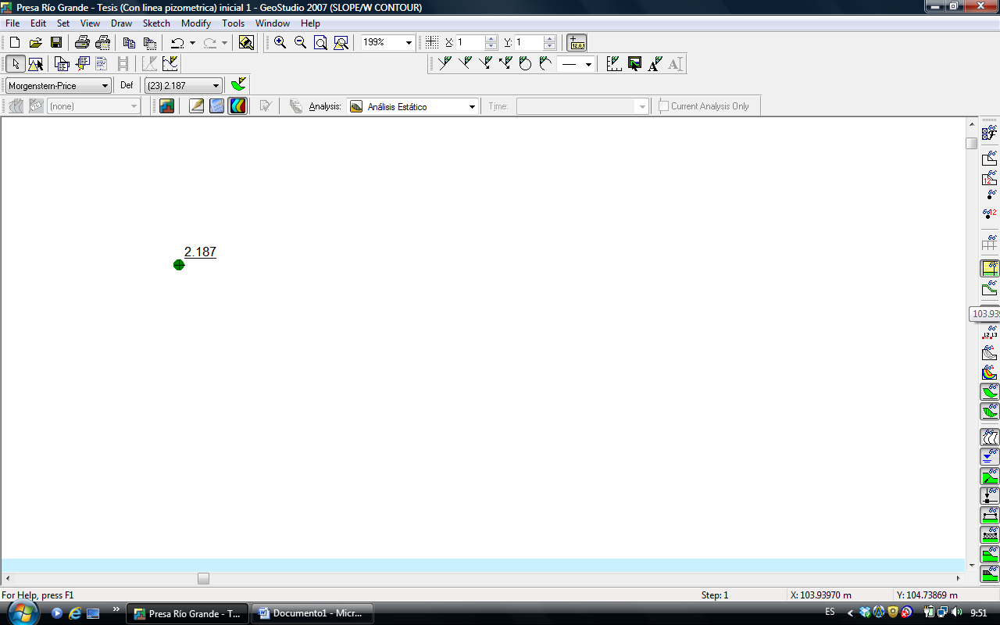 Presa Río Grande - Tesis (Con linea pizometrica) inicial 1 - GeoStudio 2007 (SLOPE/W CONTOUR)
File Edit Set View Draw Sketch Modify Tools Window Help
199% X: 1 Y: 1
Morgenstern-Price Def (23) 2.187
(none) Analysis: Análisis Estático Time: Current Analysis Only
2.187
103.939
For Help, press F1 Step: 1 X: 103.93970 m Y: 104.73869 m
Presa Río Grande - T... Documento1 - Micr... ES 9:51